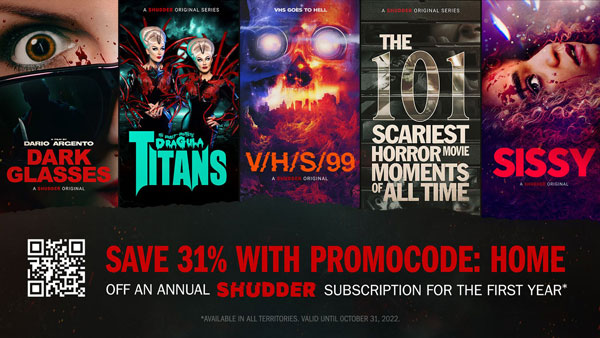 A FILM BY
DARIO ARGENTO
DARK
GLASSES
A SHUDDER ORIGINAL
A SHUDDER ORIGINAL SERIES
DRAGULA
TITANS
VHS GOES TO HELL
V/H/S/99
A SHUDDER ORIGINAL
A SHUDDER ORIGINAL SERIES
THE
101
SCARIEST
HORROR MOVIE
MOMENTS
OF ALL TIME
SISSY
A SHUDDER ORIGINAL
SAVE 31% WITH PROMOCODE: HOME
OFF AN ANNUAL SHUDDER SUBSCRIPTION FOR THE FIRST YEAR*
*AVAILABLE IN ALL TERRITORIES. VALID UNTIL OCTOBER 31, 2022.